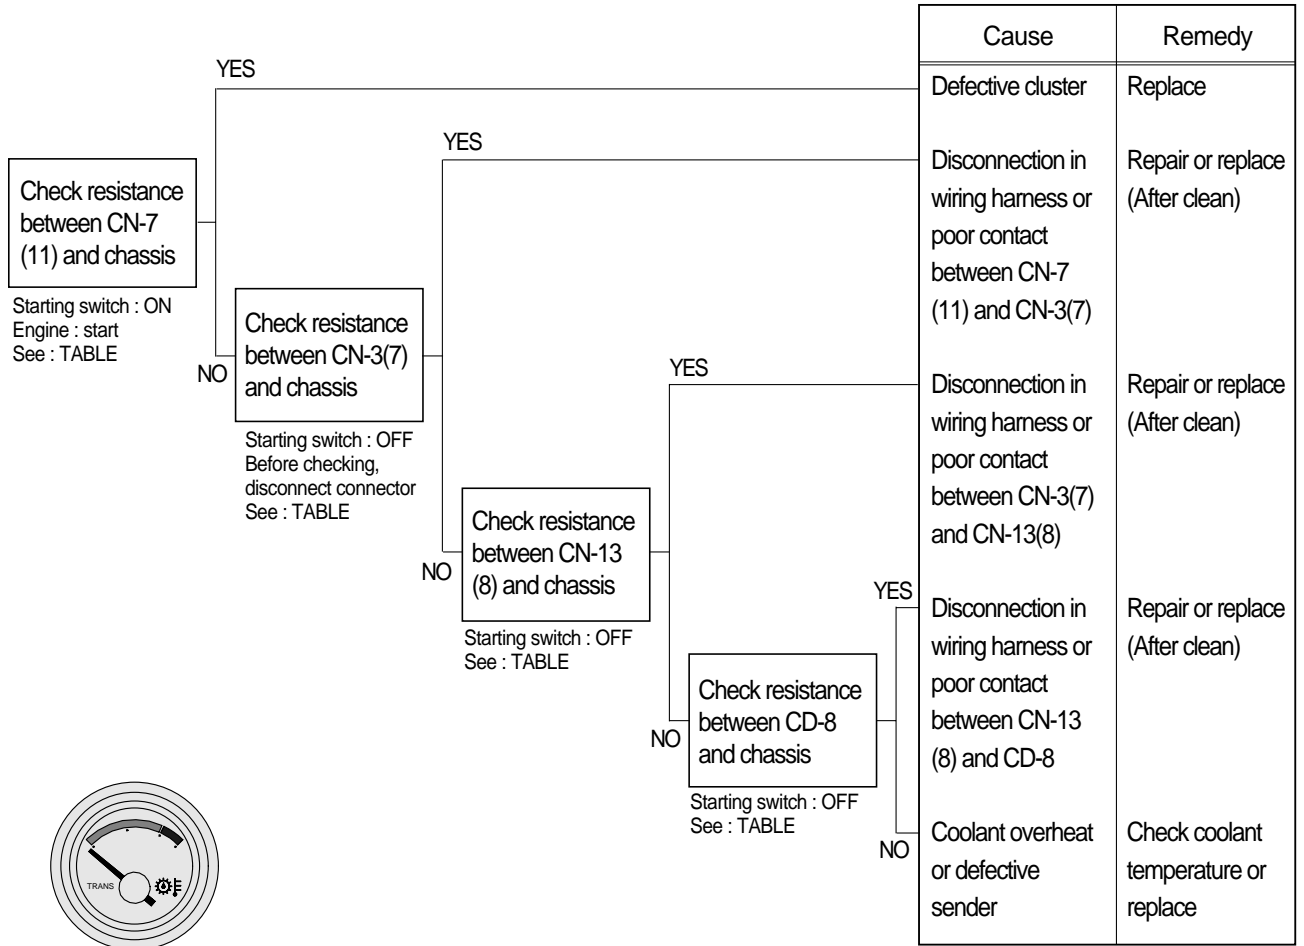 Cause
Remedy
YES
Defective cluster
Replace
YES
Disconnection in
wiring harness or
poor contact
between CN-7
(11) and CN-3(7)
Repair or replace
(After clean)
Check resistance
between CN-7
(11) and chassis
Starting switch : ON
Engine : start
See : TABLE
NO
Check resistance
between CN-3(7)
and chassis
Starting switch : OFF
Before checking,
disconnect connector
See : TABLE
YES
Disconnection in
wiring harness or
poor contact
between CN-3(7)
and CN-13(8)
Repair or replace
(After clean)
NO
Check resistance
between CN-13
(8) and chassis
Starting switch : OFF
See : TABLE
YES
Disconnection in
wiring harness or
poor contact
between CN-13
(8) and CD-8
Repair or replace
(After clean)
NO
Check resistance
between CD-8
and chassis
Starting switch : OFF
See : TABLE
NO
Coolant overheat
or defective
sender
Check coolant
temperature or
replace
TRANS